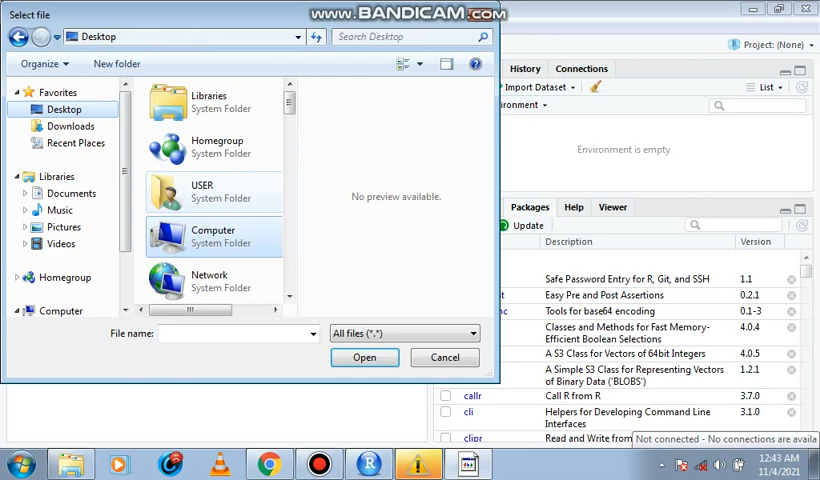 Select file
WWW.BANDICAM.COM
Desktop
Search Desktop
Project: (None)
Organize
New folder
History
Connections
Import Dataset
List
ironment
Favorites
Desktop
Downloads
Recent Places
Libraries
Documents
Music
Pictures
Videos
Homegroup
Computer
Libraries
System Folder
Homegroup
System Folder
USER
System Folder
Computer
System Folder
Network
System Folder
No preview available.
Environment is empty
Packages
Help
Viewer
Update
Description
Version
Safe Password Entry for R, Git, and SSH
1.1
Easy Pre and Post Assertions
0.2.1
Tools for base64 encoding
0.1-3
Classes and Methods for Fast Memory-
Efficient Boolean Selections
4.0.4
A S3 Class for Vectors of 64bit Integers
4.0.5
A Simple S3 Class for Representing Vectors
of Binary Data ('BLOBS')
1.2.1
callr
Call R from R
3.7.0
cli
Helpers for Developing Command Line
Interfaces
3.1.0
clipr
Read and Write from
File name:
All files (*.*)
Open
Cancel
Not connected - No connections are availa
12:43 AM
11/4/2021